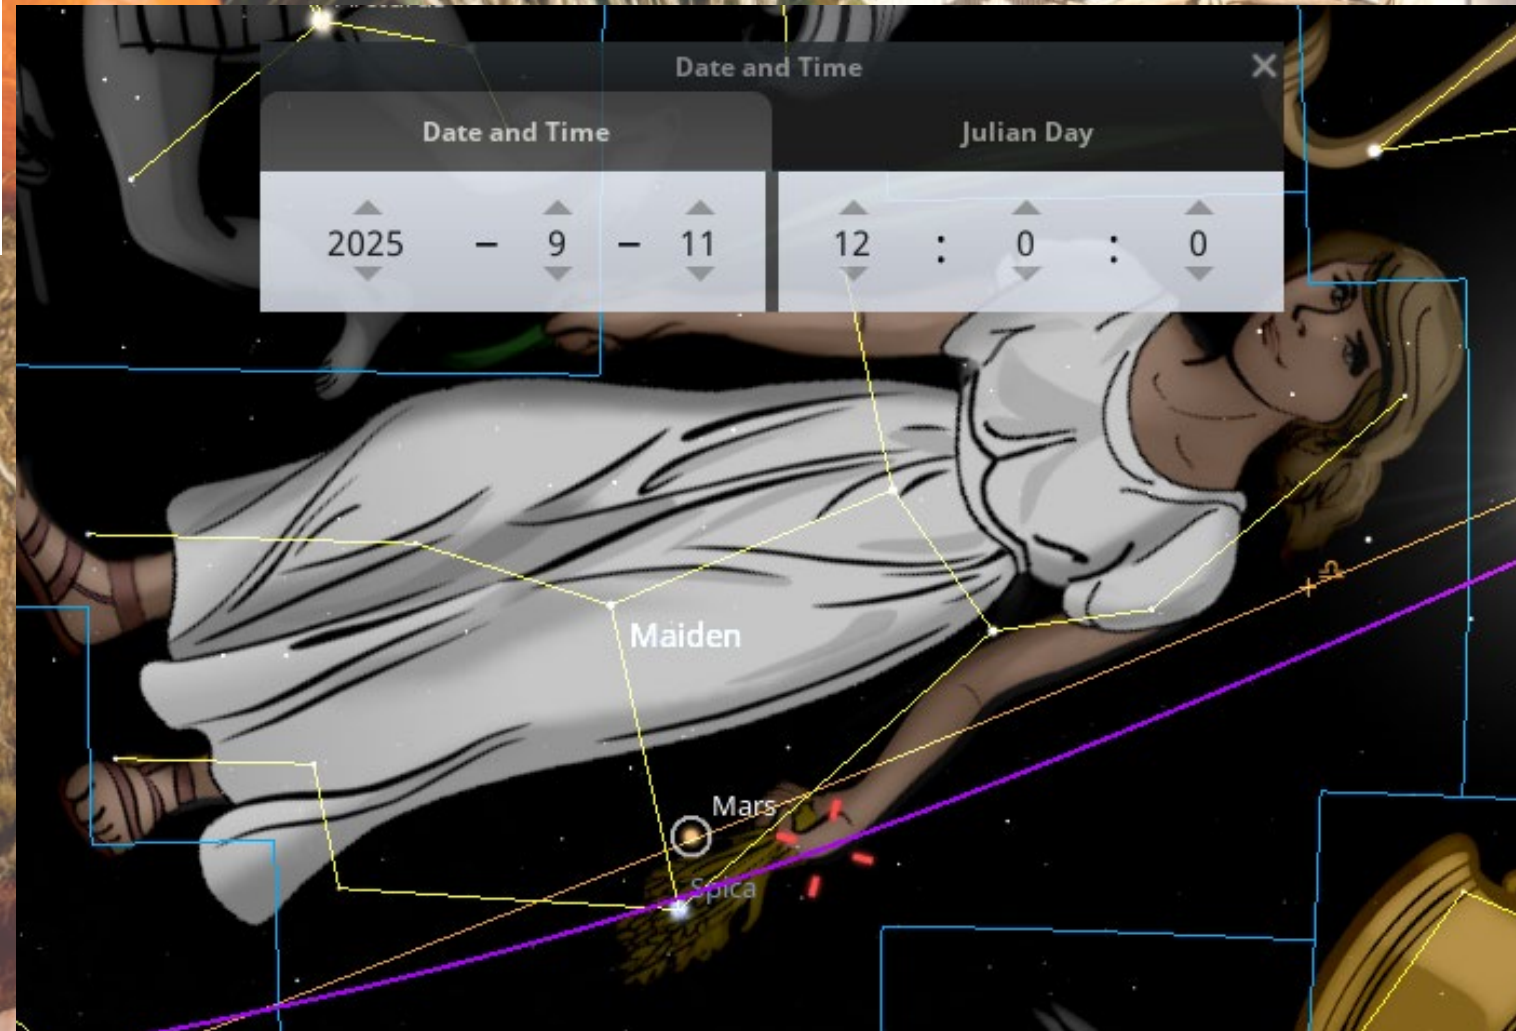 Date and Time
Date and Time
Julian Day
2025 – 9 – 11
12 : 0 : 0
Maiden
Mars
Spica